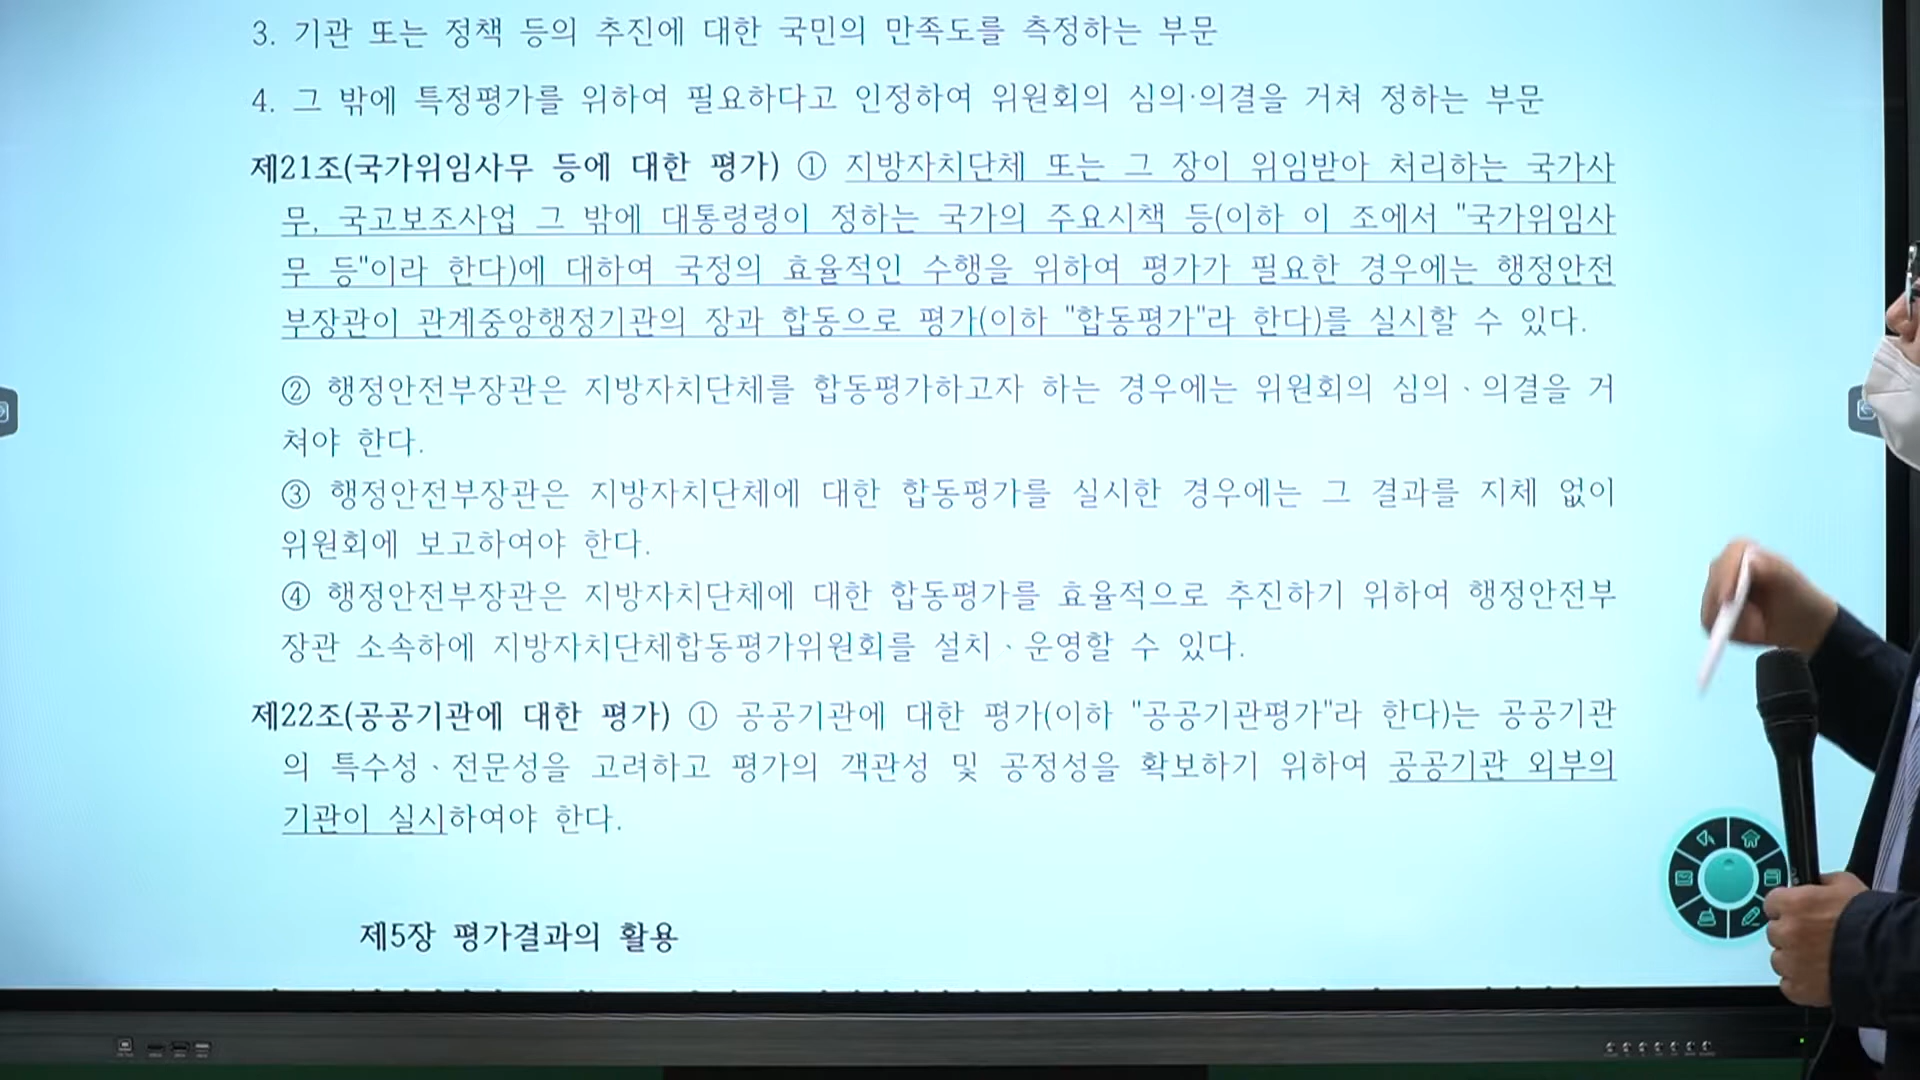 3. 기관 또는 정책 등의 추진에 대한 국민의 만족도를 측정하는 부문
4. 그 밖에 특정평가를 위하여 필요하다고 인정하여 위원회의 심의·의결을 거쳐 정하는 부문
제21조(국가위임사무 등에 대한 평가) ① 지방자치단체 또는 그 장이 위임받아 처리하는 국가사
무, 국고보조사업 그 밖에 대통령령이 정하는 국가의 주요시책 등(이하 이 조에서 "국가위임사
무 등"이라 한다)에 대하여 국정의 효율적인 수행을 위하여 평가가 필요한 경우에는 행정안전
부장관이 관계중앙행정기관의 장과 합동으로 평가(이하 "합동평가"라 한다)를 실시할 수 있다.
② 행정안전부장관은 지방자치단체를 합동평가하고자 하는 경우에는 위원회의 심의ㆍ의결을 거
쳐야 한다.
③ 행정안전부장관은 지방자치단체에 대한 합동평가를 실시한 경우에는 그 결과를 지체 없이
위원회에 보고하여야 한다.
④ 행정안전부장관은 지방자치단체에 대한 합동평가를 효율적으로 추진하기 위하여 행정안전부
장관 소속하에 지방자치단체합동평가위원회를 설치ㆍ운영할 수 있다.
제22조(공공기관에 대한 평가) ① 공공기관에 대한 평가(이하 "공공기관평가"라 한다)는 공공기관
의 특수성ㆍ전문성을 고려하고 평가의 객관성 및 공정성을 확보하기 위하여 공공기관 외부의
기관이 실시하여야 한다.
제5장 평가결과의 활용